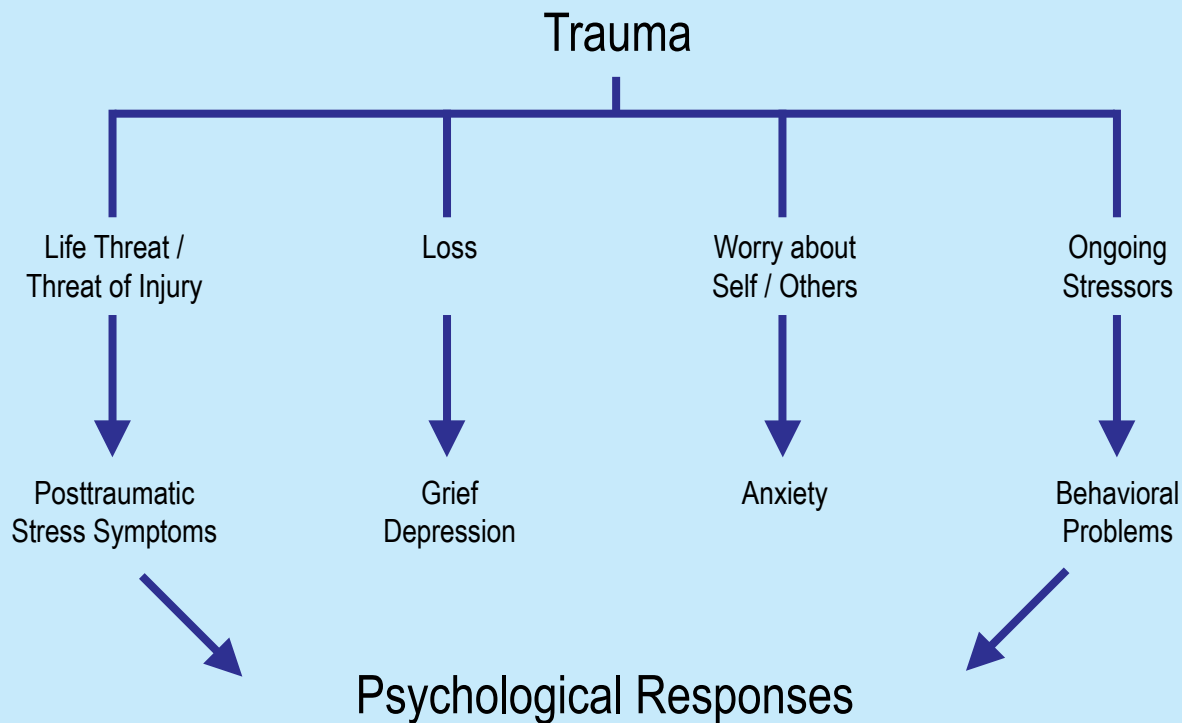 Trauma
Life Threat /
Threat of Injury
Loss
Worry about
Self / Others
Ongoing
Stressors
Posttraumatic
Stress Symptoms
Grief
Depression
Anxiety
Behavioral
Problems
Psychological Responses